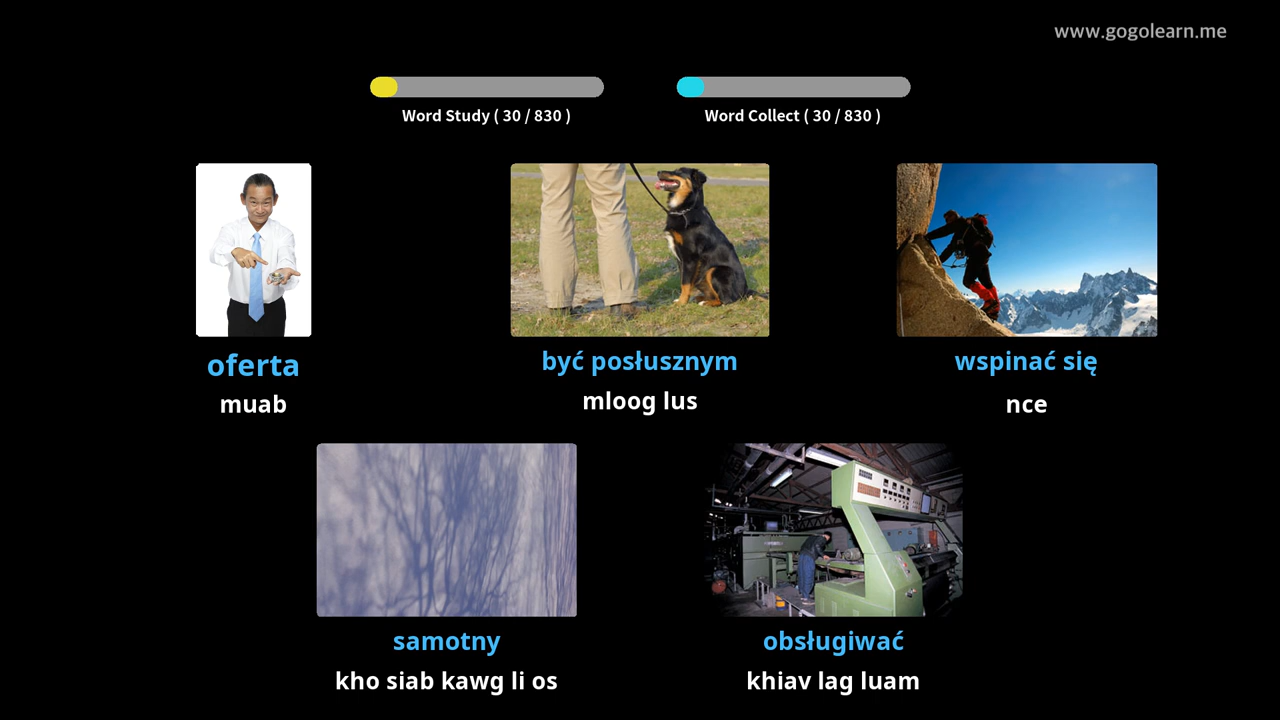 www.gogolearn.me
Word Study ( 30 / 830 )
Word Collect ( 30 / 830 )
oferta
muab
być posłusznym
mloog lus
wspinać się
nce
samotny
kho siab kawg li os
obsługiwać
khiav lag luam